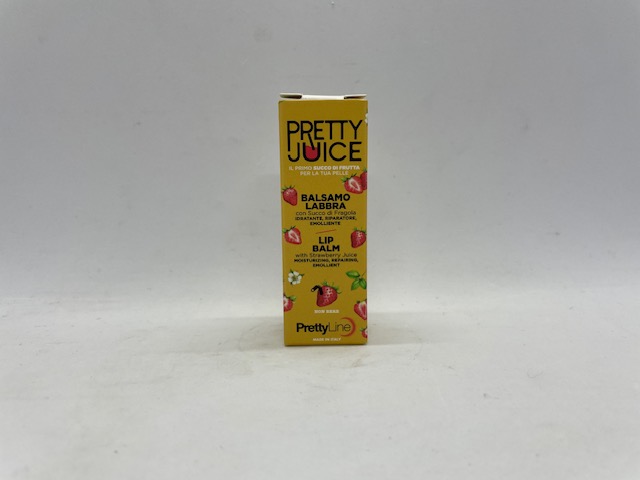 PRETTY
JUICE
IL PRIMO SUCCO DI FRUTTA
PER LA TUA PELLE
BALSAMO
LABBRA
con Succo di Fragola
IDRATANTE, RIPARATORE,
EMOLLIENTE
LIP
BALM
with Strawberry Juice
MOISTURIZING, REPAIRING,
EMOLLIENT
PrettyLine
MADE IN ITALY